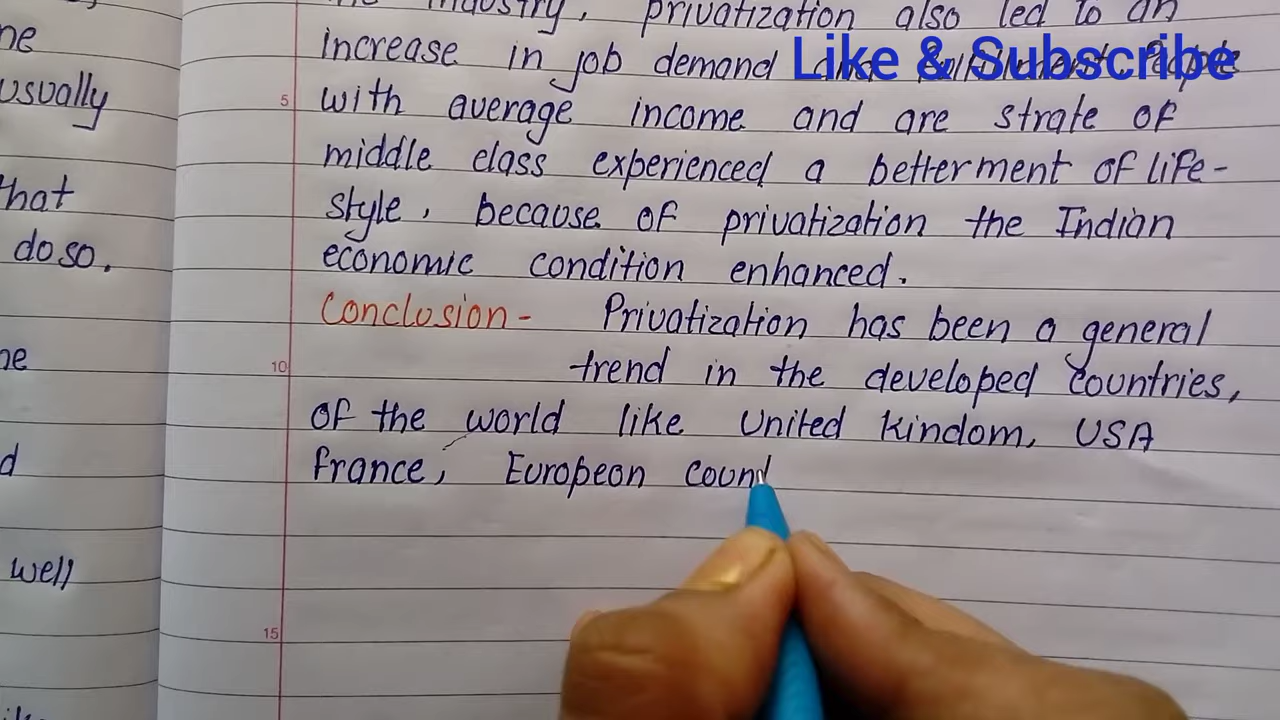 ne
usually
that
do so.
ne
d
well
industry, privatization also led to an
increase in job demand and People
with average income and are strate of
middle class experienced a betterment of life-
style, because of privatization the Indian
economic condition enhanced.
Conclusion- Privatization has been a general
trend in the developed countries,
of the world like United kindom, USA
france, European coun
Like & Subscribe
5
10
15